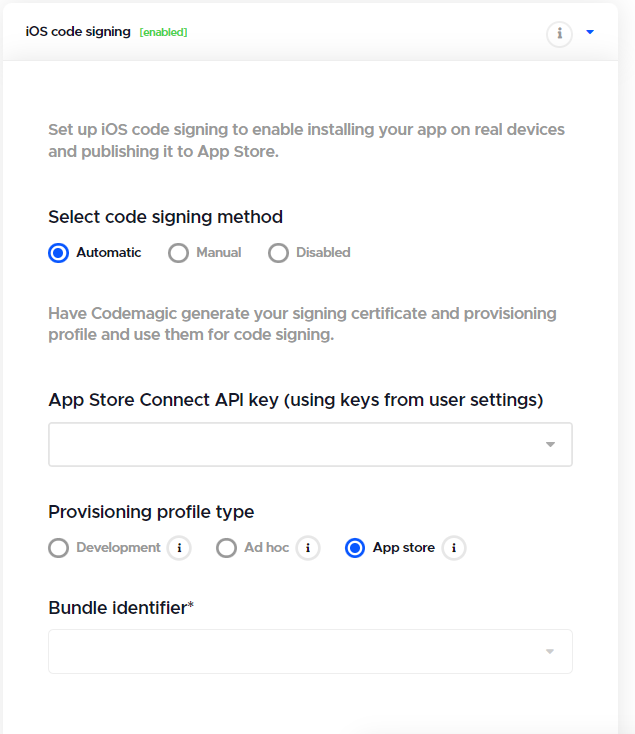 iOS code signing [enabled] i
Set up iOS code signing to enable installing your app on real devices
and publishing it to App Store.
Select code signing method
Automatic Manual Disabled
Have Codemagic generate your signing certificate and provisioning
profile and use them for code signing.
App Store Connect API key (using keys from user settings)
Provisioning profile type
Development i Ad hoc i App store i
Bundle identifier*